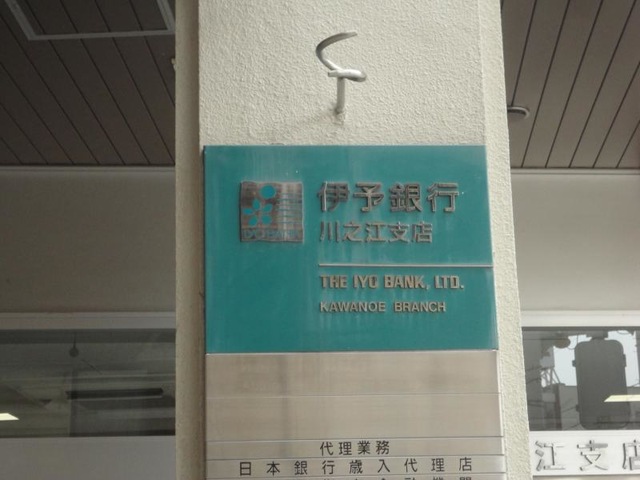 伊予銀行
川之江支店
THE IYO BANK, LTD.
KAWANOE BRANCH
代理業務
日本銀行歳入代理店
江支店